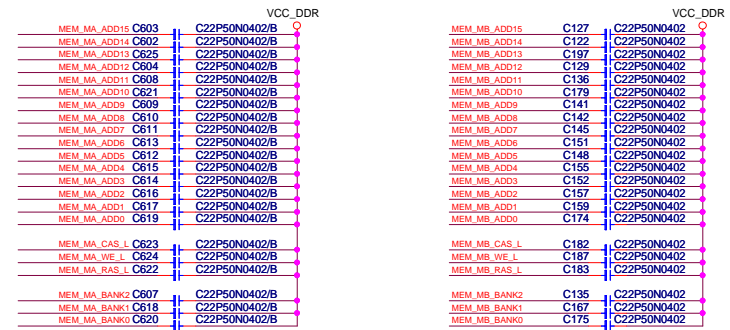 VCC_DDR
MEM_MA_ADD15 C603 C22P50N0402/B
MEM_MA_ADD14 C602 C22P50N0402/B
MEM_MA_ADD13 C625 C22P50N0402/B
MEM_MA_ADD12 C604 C22P50N0402/B
MEM_MA_ADD11 C608 C22P50N0402/B
MEM_MA_ADD10 C621 C22P50N0402/B
MEM_MA_ADD9 C609 C22P50N0402/B
MEM_MA_ADD8 C610 C22P50N0402/B
MEM_MA_ADD7 C611 C22P50N0402/B
MEM_MA_ADD6 C613 C22P50N0402/B
MEM_MA_ADD5 C612 C22P50N0402/B
MEM_MA_ADD4 C615 C22P50N0402/B
MEM_MA_ADD3 C614 C22P50N0402/B
MEM_MA_ADD2 C616 C22P50N0402/B
MEM_MA_ADD1 C617 C22P50N0402/B
MEM_MA_ADD0 C619 C22P50N0402/B
MEM_MA_CAS_L C623 C22P50N0402/B
MEM_MA_WE_L C624 C22P50N0402/B
MEM_MA_RAS_L C622 C22P50N0402/B
MEM_MA_BANK2 C607 C22P50N0402/B
MEM_MA_BANK1 C618 C22P50N0402/B
MEM_MA_BANK0 C620 C22P50N0402/B
VCC_DDR
MEM_MB_ADD15 C127 C22P50N0402
MEM_MB_ADD14 C122 C22P50N0402
MEM_MB_ADD13 C197 C22P50N0402
MEM_MB_ADD12 C129 C22P50N0402
MEM_MB_ADD11 C136 C22P50N0402
MEM_MB_ADD10 C179 C22P50N0402
MEM_MB_ADD9 C141 C22P50N0402
MEM_MB_ADD8 C142 C22P50N0402
MEM_MB_ADD7 C145 C22P50N0402
MEM_MB_ADD6 C151 C22P50N0402
MEM_MB_ADD5 C148 C22P50N0402
MEM_MB_ADD4 C155 C22P50N0402
MEM_MB_ADD3 C152 C22P50N0402
MEM_MB_ADD2 C157 C22P50N0402
MEM_MB_ADD1 C159 C22P50N0402
MEM_MB_ADD0 C174 C22P50N0402
MEM_MB_CAS_L C182 C22P50N0402
MEM_MB_WE_L C187 C22P50N0402
MEM_MB_RAS_L C183 C22P50N0402
MEM_MB_BANK2 C135 C22P50N0402
MEM_MB_BANK1 C167 C22P50N0402
MEM_MB_BANK0 C175 C22P50N0402